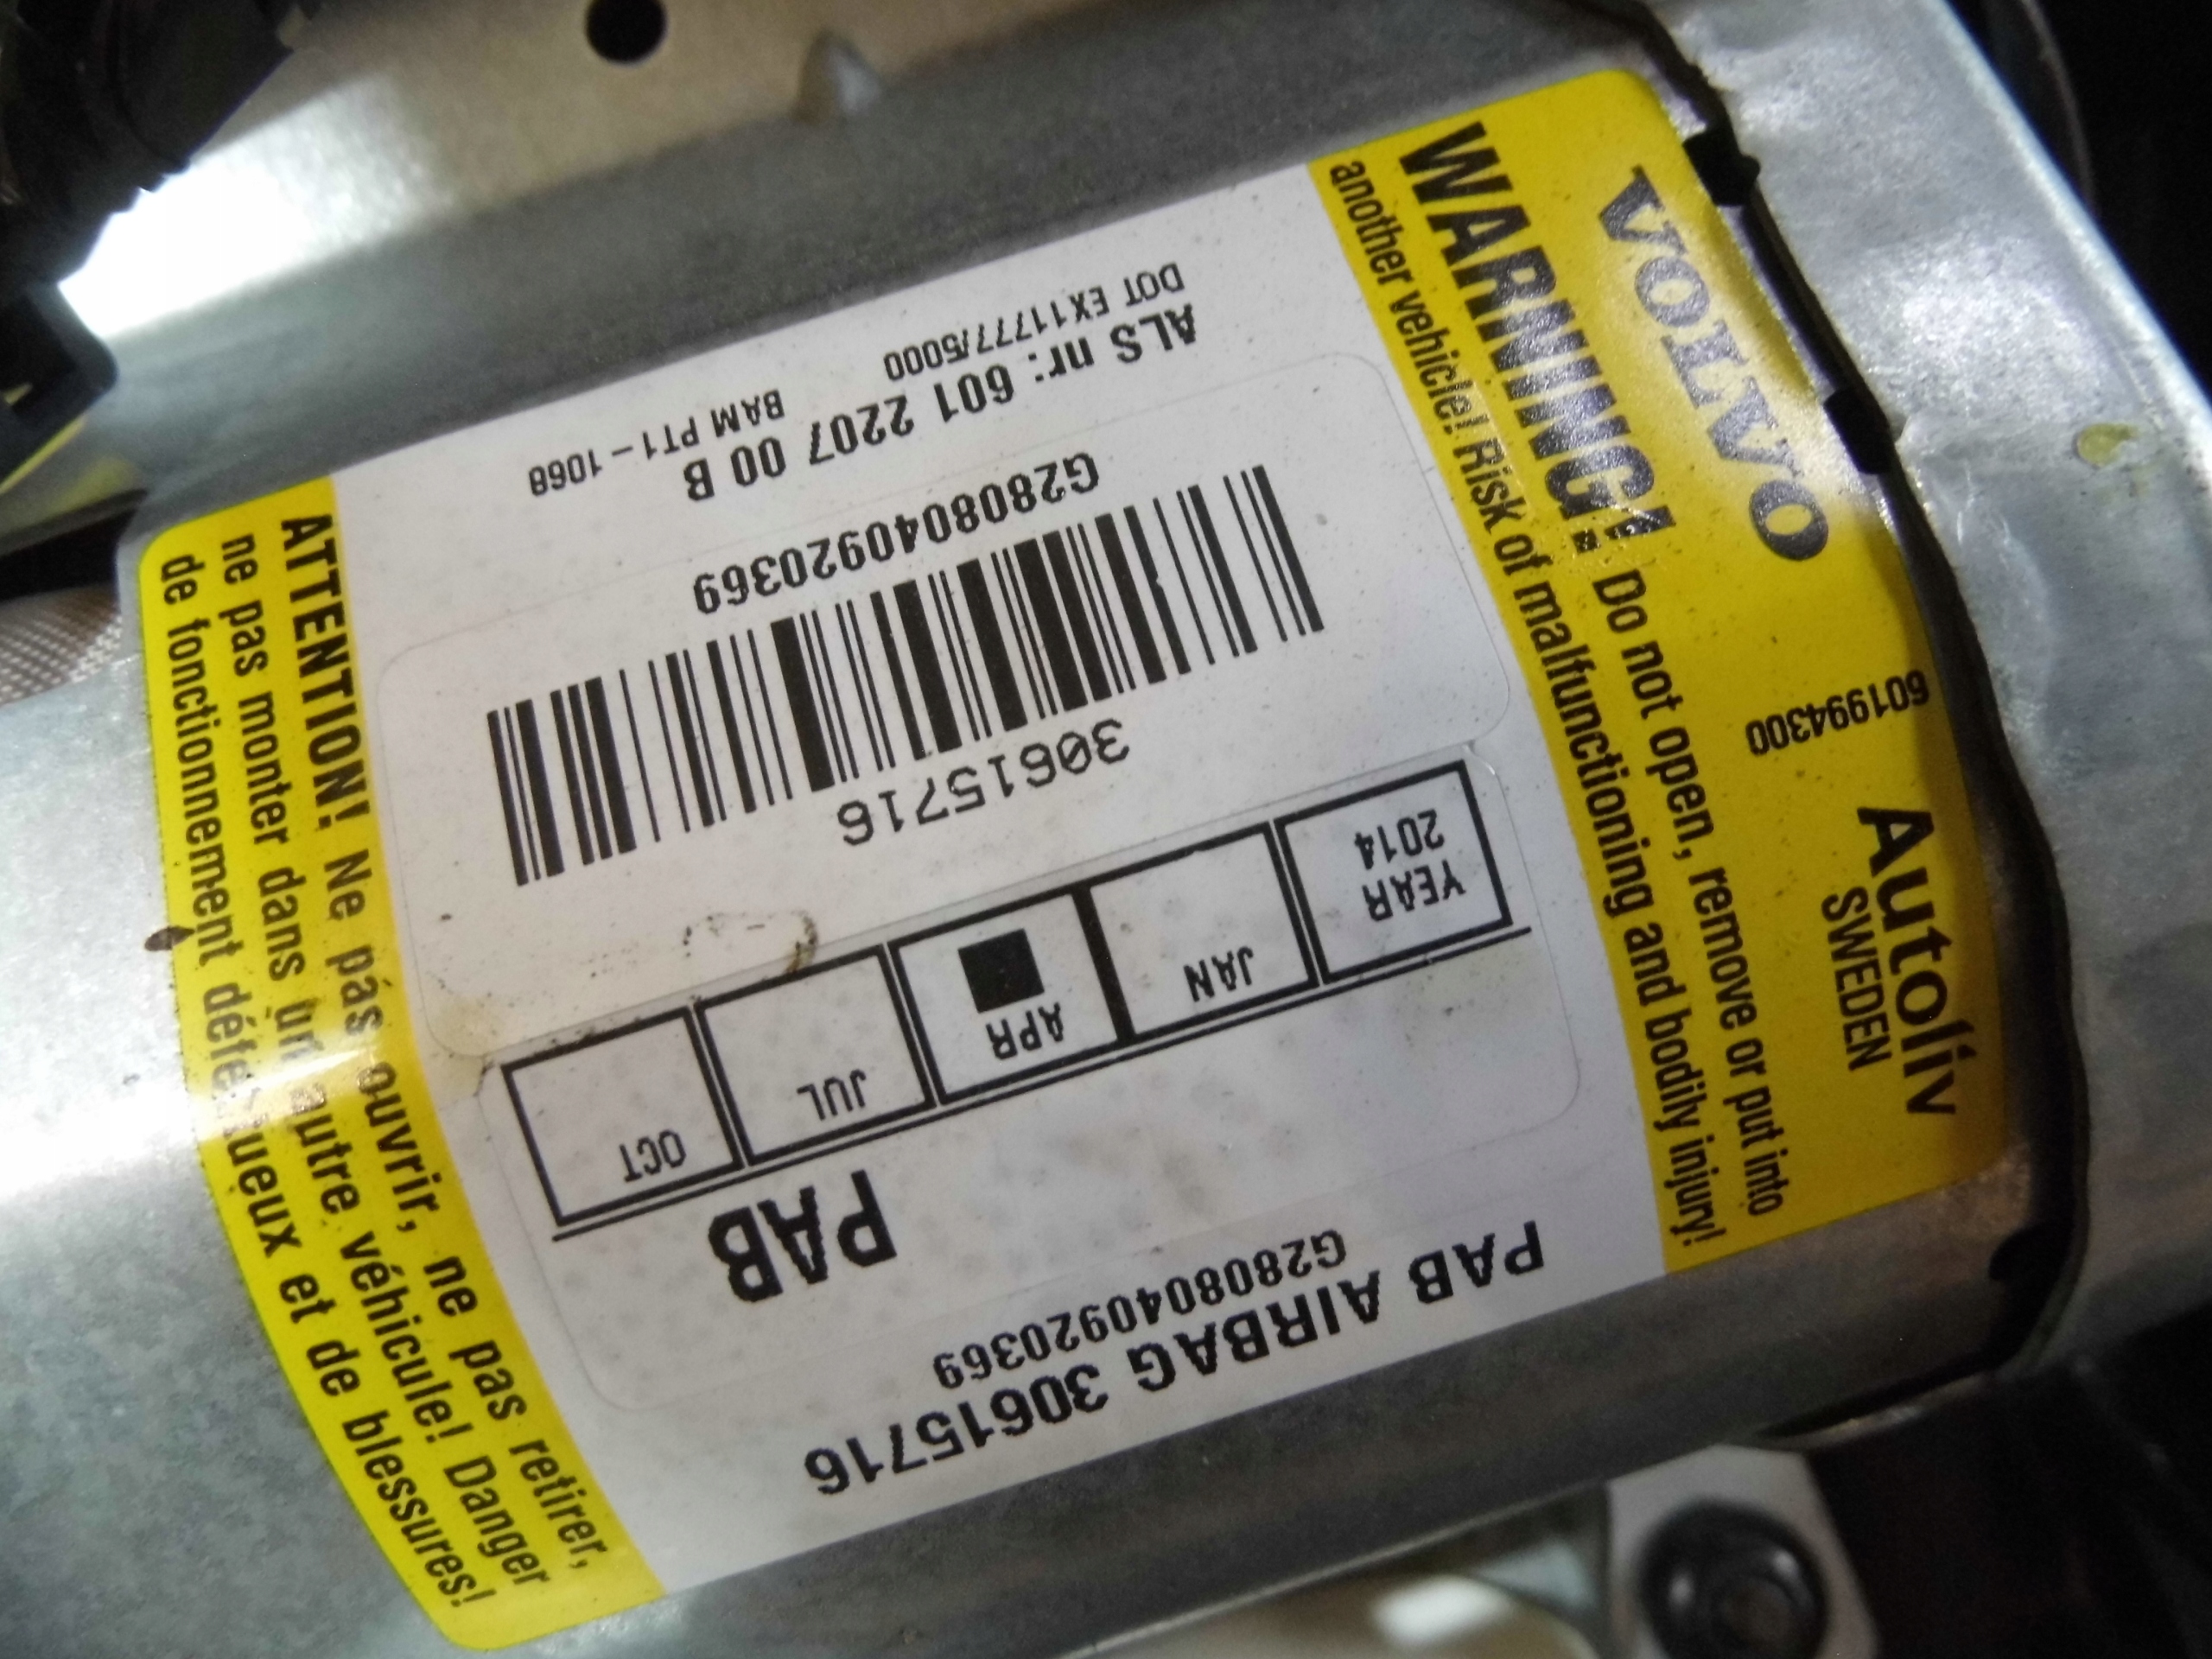 VOLVO
601994300
Autoliv
SWEDEN
WARNING! Do not open, remove or put into
another vehicle! Risk of malfunctioning and bodily injury!
PAB AIRBAG 30615716
G2808040920369
PAB
YEAR
2014
JAN
APR
JUL
OCT
30615716
G2808040920369
ALS nr: 601 2207 00 B
DOT EX11777/5000
BAM PT1-1068
ATTENTION! Ne pas ouvrir, ne pas retirer,
ne pas monter dans un autre véhicule! Danger
de fonctionnement défectueux et de blessures!